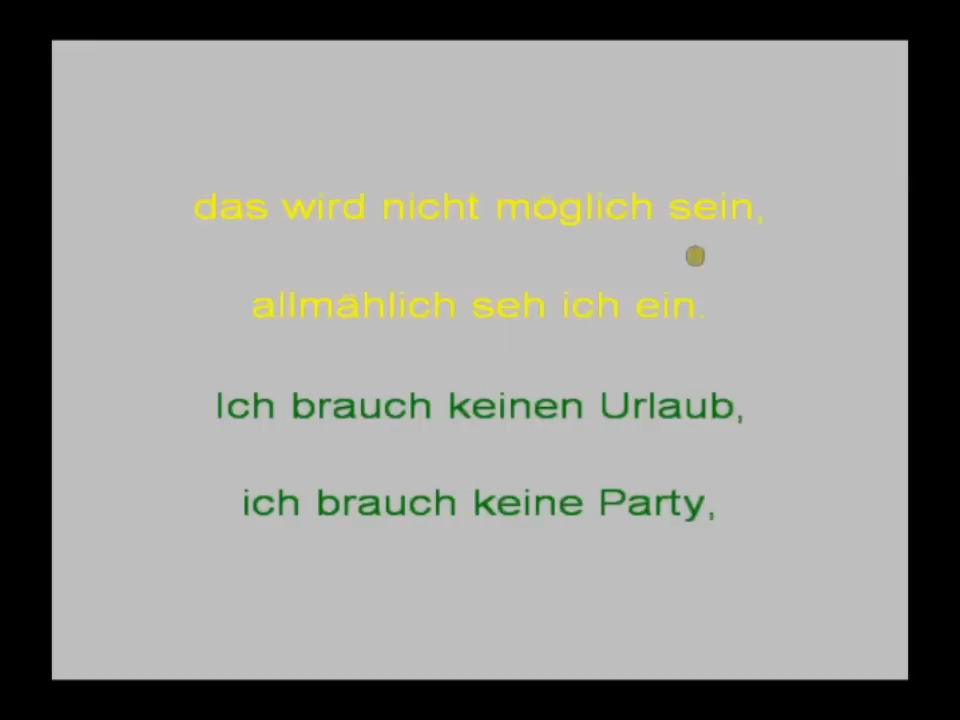 das wird nicht möglich sein,
allmählich seh ich ein.
Ich brauch keinen Urlaub,
ich brauch keine Party,